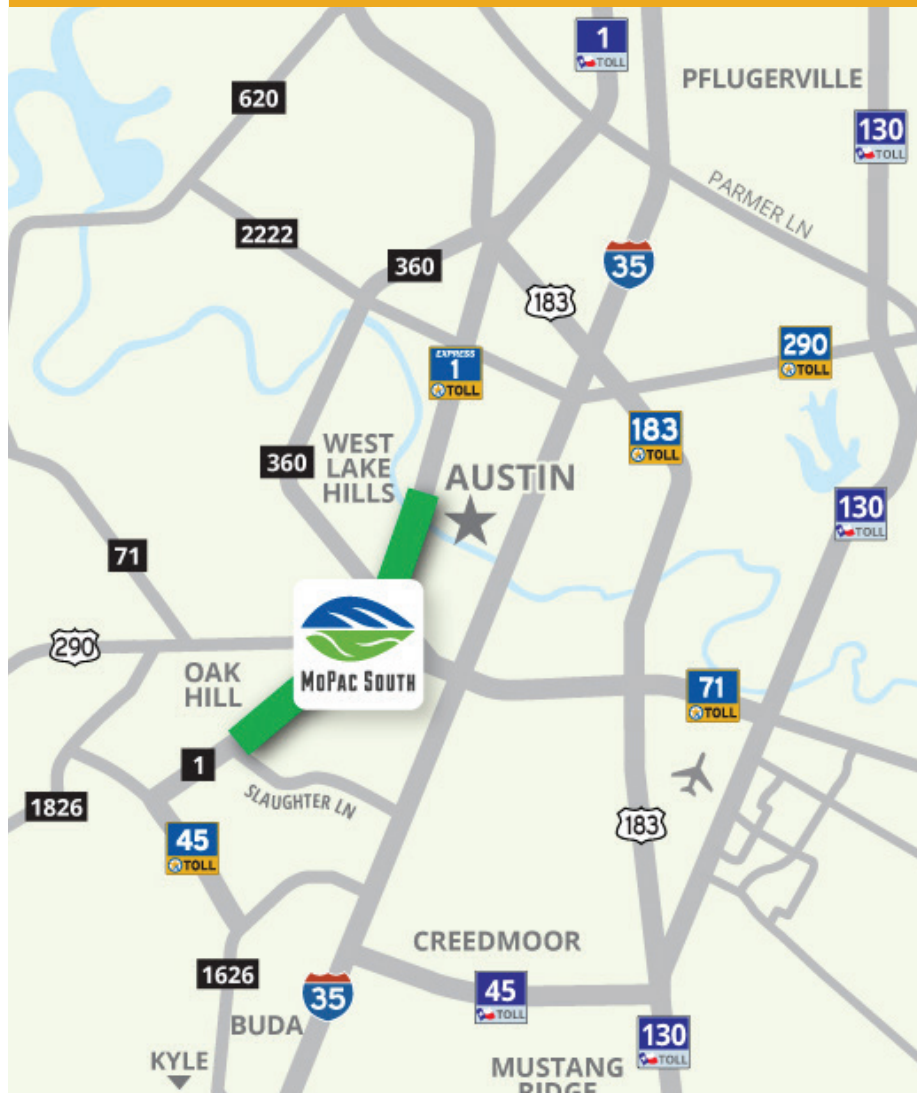 1
TOLL
PFLUGERVILLE
620
130
TOLL
PARMER LN
2222
360
35
183
EXPRESS
1
TOLL
290
TOLL
183
TOLL
WEST
LAKE
HILLS
360
AUSTIN
130
TOLL
71
290
OAK
HILL
MOPAC SOUTH
71
TOLL
1
SLAUGHTER LN
1826
45
TOLL
183
CREEDMOOR
1626
35
45
TOLL
BUDA
130
TOLL
KYLE
MUSTANG
RIDGE